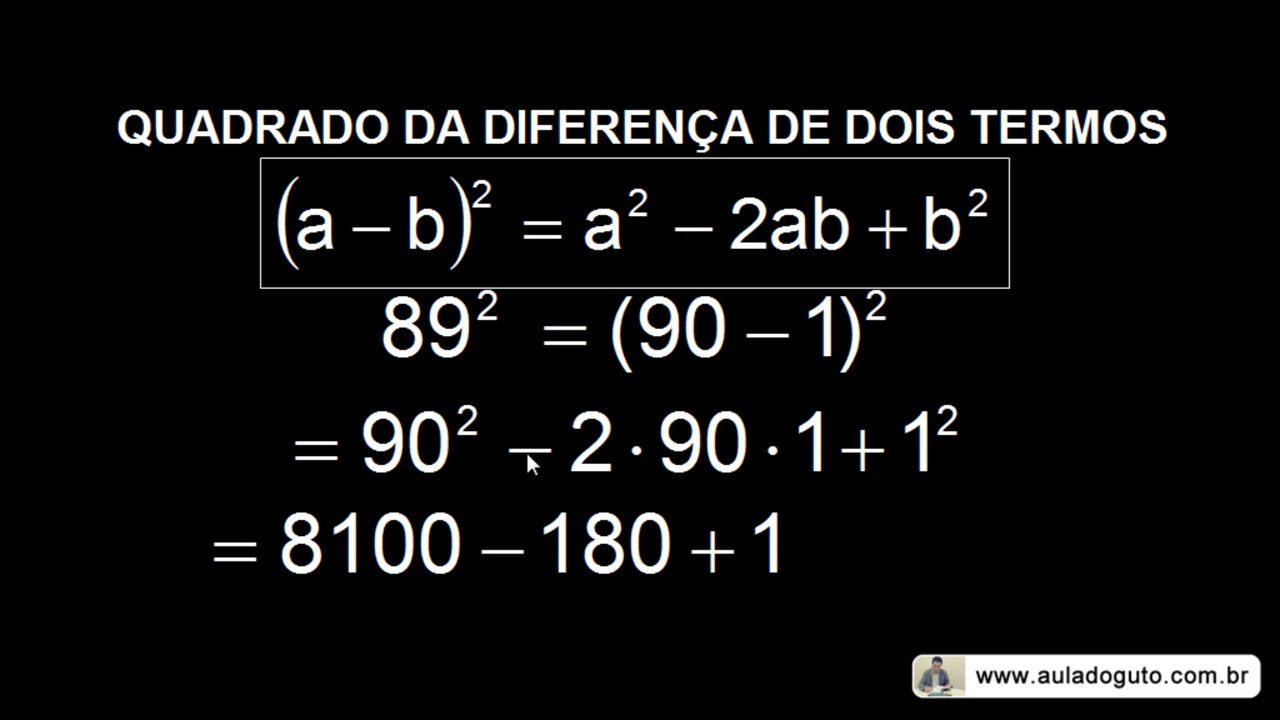 QUADRADO DA DIFERENÇA DE DOIS TERMOS
(a − b)² = a² − 2ab + b²
89² = (90 − 1)²
= 90² − 2 · 90 · 1 + 1²
= 8100 − 180 + 1
www.auladoguto.com.br